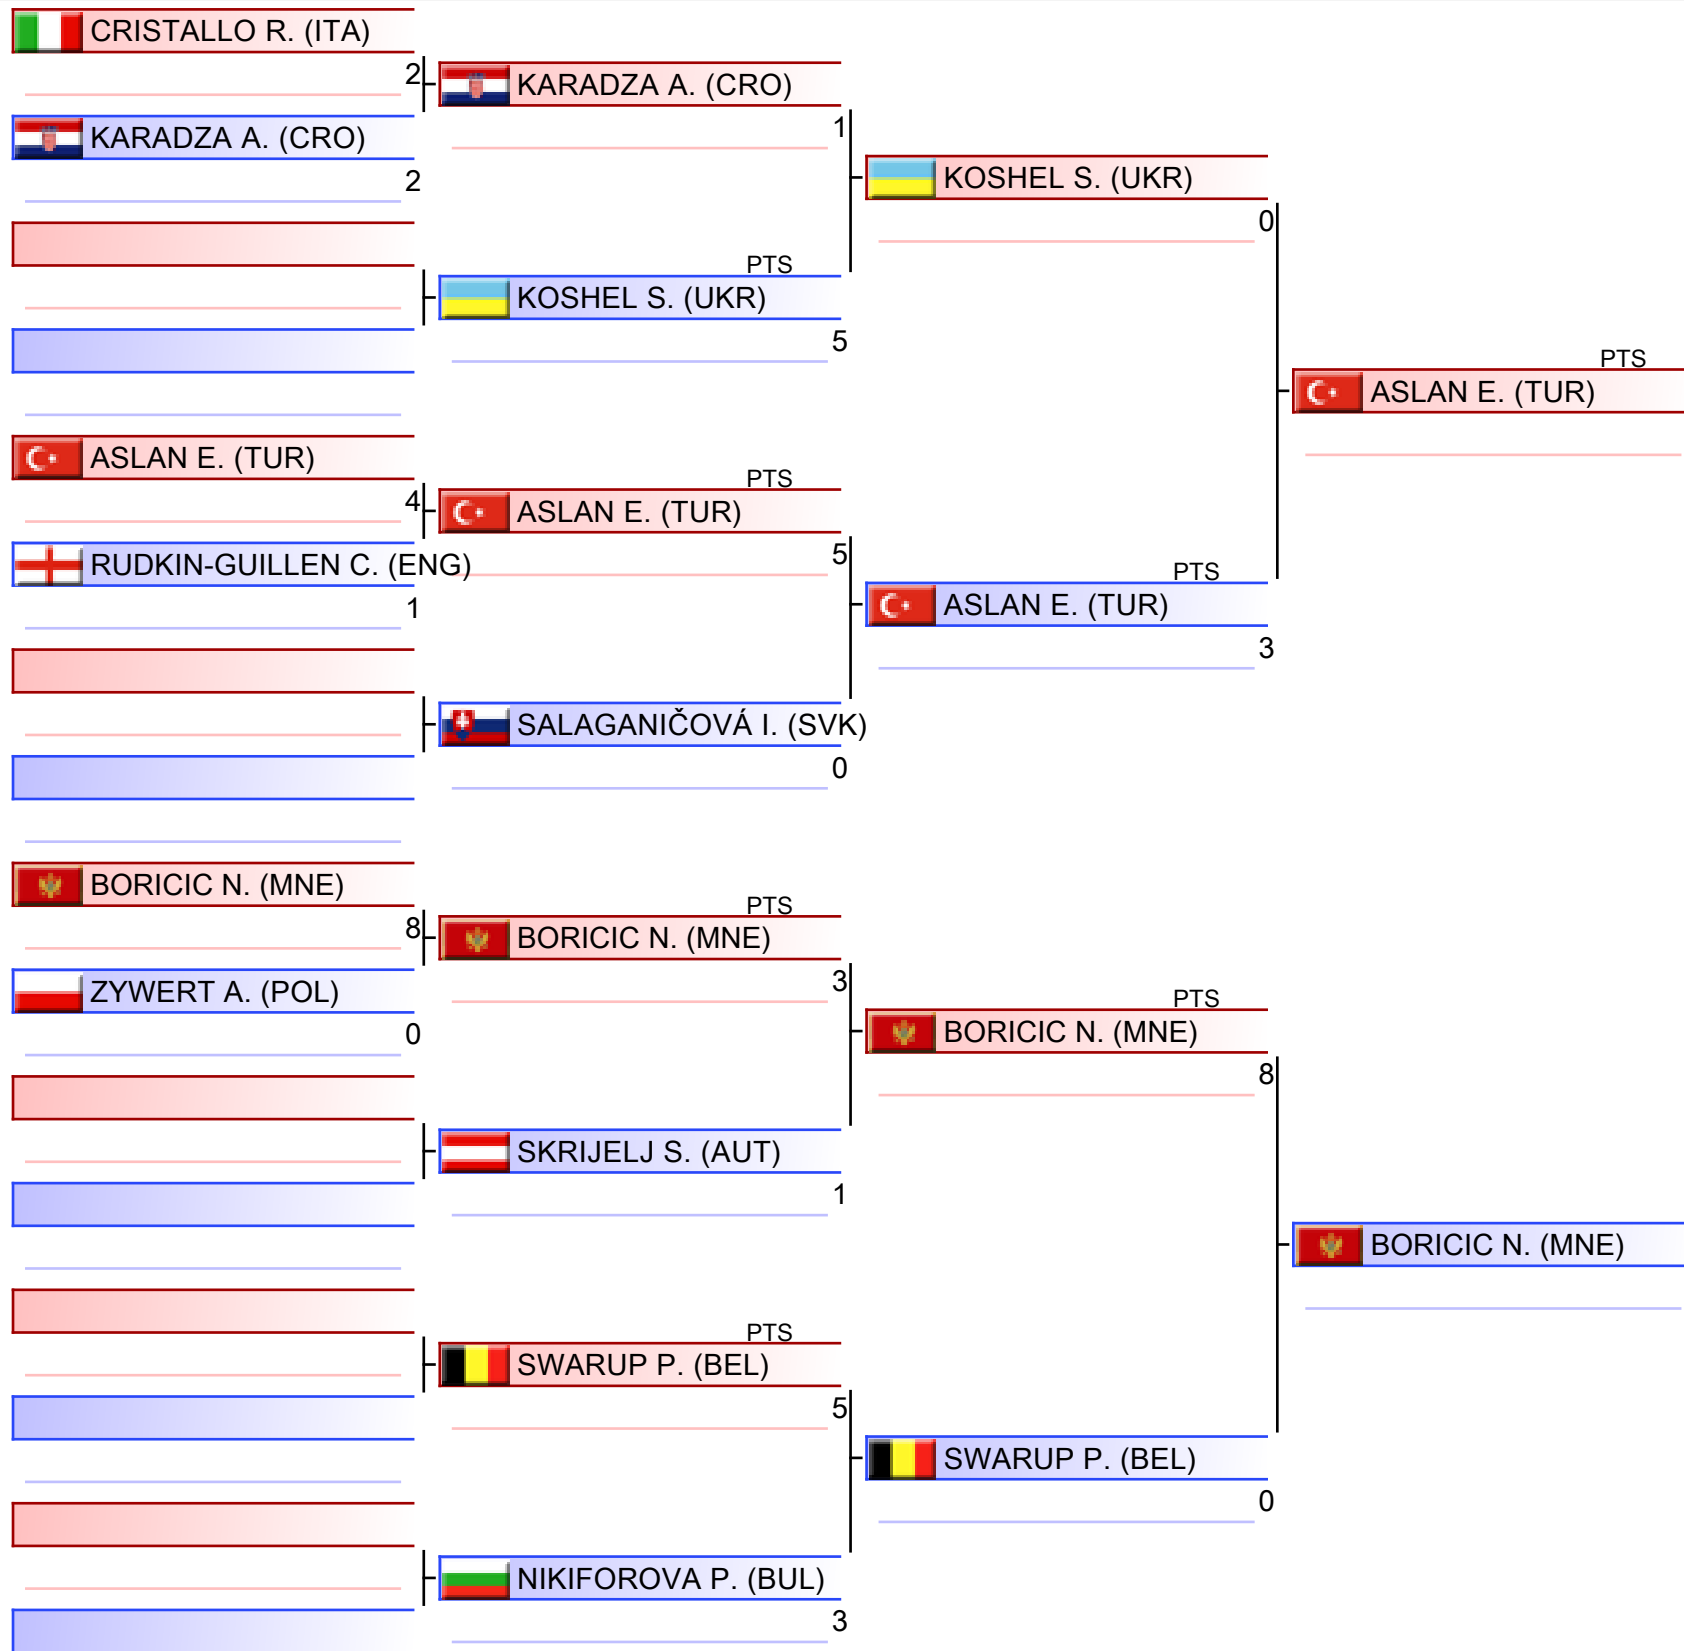 CRISTALLO R. (ITA)
2
KARADZA A. (CRO)
2
ASLAN E. (TUR)
4
RUDKIN-GUILLEN C. (ENG)
1
BORICIC N. (MNE)
8
ZYWERT A. (POL)
0
KARADZA A. (CRO)
1
PTS
KOSHEL S. (UKR)
5
PTS
ASLAN E. (TUR)
5
SALAGANIČOVÁ I. (SVK)
0
PTS
BORICIC N. (MNE)
3
SKRIJELJ S. (AUT)
1
PTS
SWARUP P. (BEL)
5
NIKIFOROVA P. (BUL)
3
KOSHEL S. (UKR)
0
PTS
ASLAN E. (TUR)
3
PTS
BORICIC N. (MNE)
8
SWARUP P. (BEL)
0
PTS
ASLAN E. (TUR)
BORICIC N. (MNE)